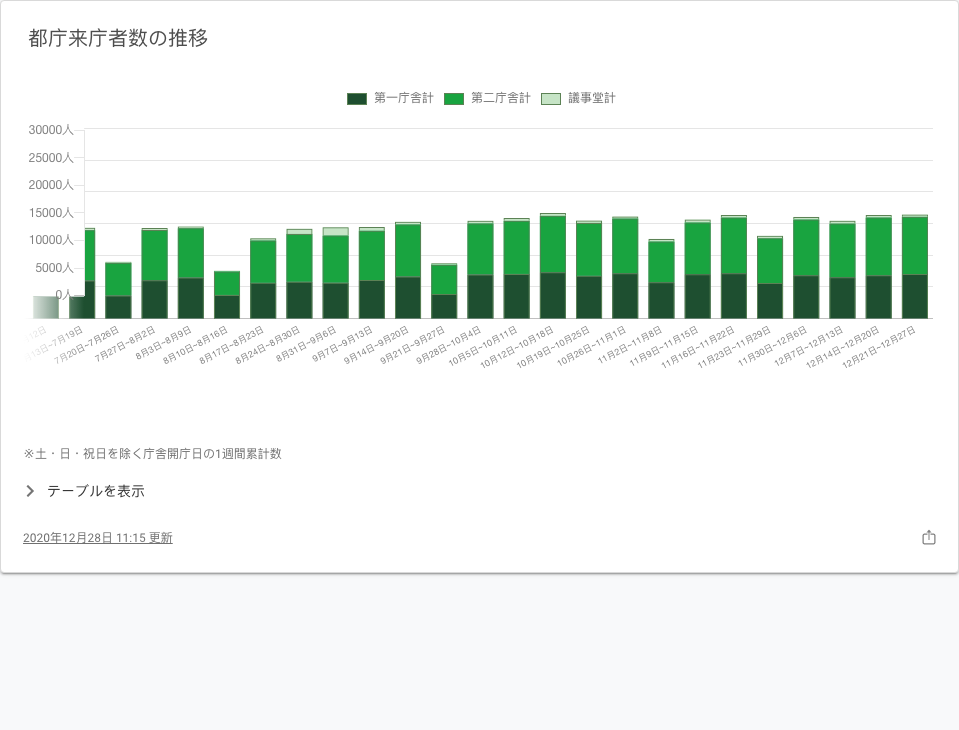 都庁来庁者数の推移
第一庁舎計 第二庁舎計 議事堂計
30000人
25000人
20000人
15000人
10000人
5000人
0人
7月20日~7月26日
7月27日~8月2日
8月3日~8月9日
8月10日~8月16日
8月17日~8月23日
8月24日~8月30日
8月31日~9月6日
9月7日~9月13日
9月14日~9月20日
9月21日~9月27日
9月28日~10月4日
10月5日~10月11日
10月12日~10月18日
10月19日~10月25日
10月26日~11月1日
11月2日~11月8日
11月9日~11月15日
11月16日~11月22日
11月23日~11月29日
11月30日~12月6日
12月7日~12月13日
12月14日~12月20日
12月21日~12月27日
※土・日・祝日を除く庁舎開庁日の1週間累計数
テーブルを表示
2020年12月28日 11:15 更新